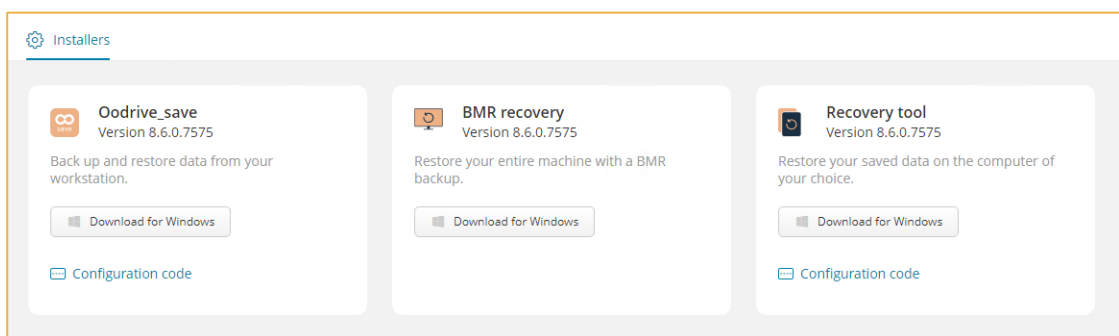 Installers
Oodrive_save
Version 8.6.0.7575
Back up and restore data from your
workstation.
Download for Windows
Configuration code
BMR recovery
Version 8.6.0.7575
Restore your entire machine with a BMR
backup.
Download for Windows
Recovery tool
Version 8.6.0.7575
Restore your saved data on the computer of
your choice.
Download for Windows
Configuration code